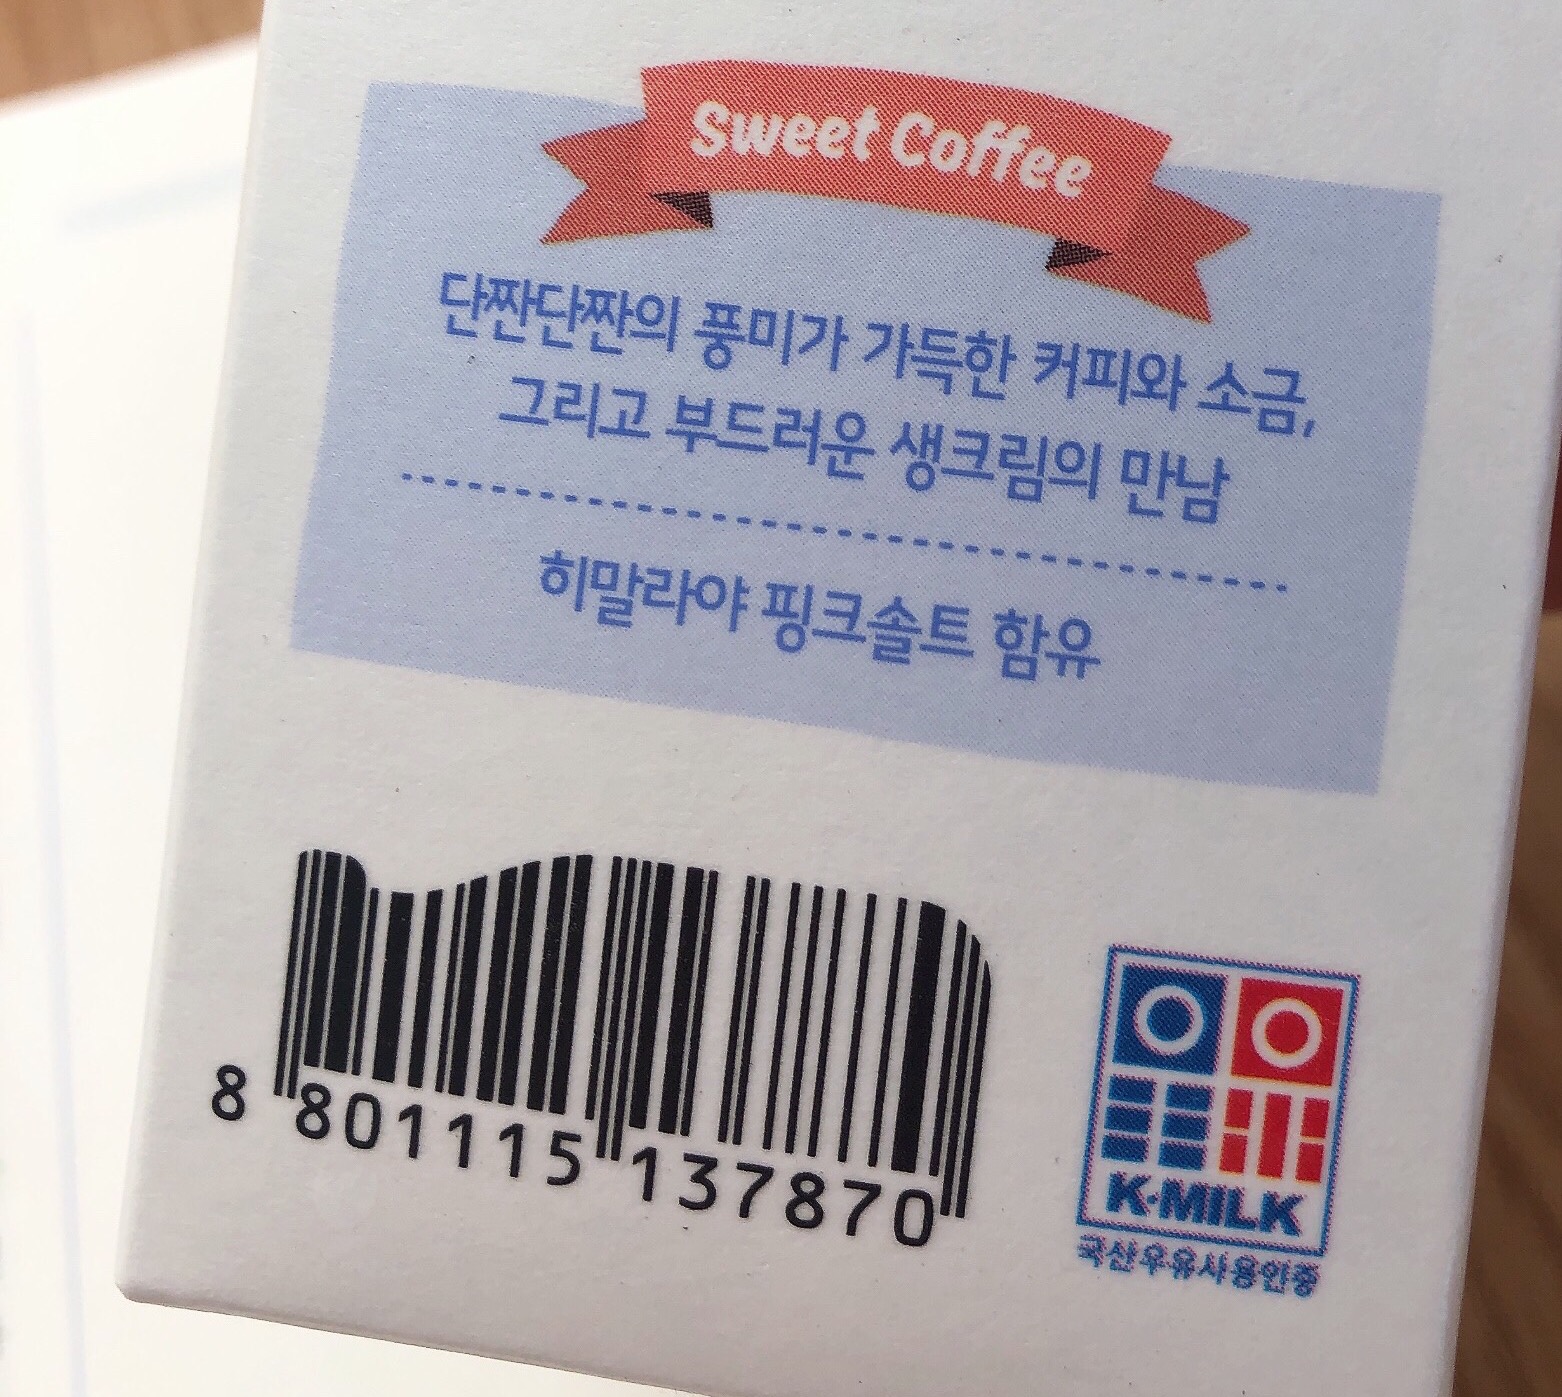 Sweet Coffee
단짠단짠의 풍미가 가득한 커피와 소금,
그리고 부드러운 생크림의 만남
히말라야 핑크솔트 함유
8 801115 137870
K·MILK
국산우유사용인증